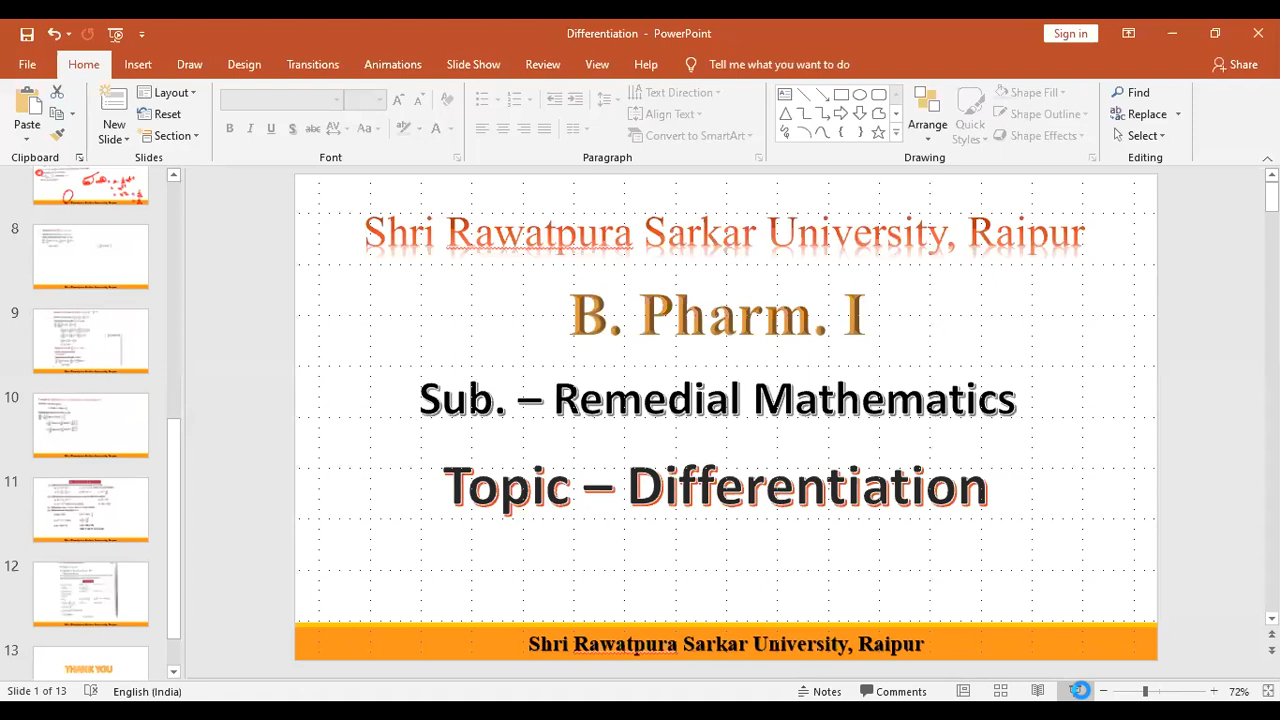 Differentiation - PowerPoint
Sign in
File Home Insert Draw Design Transitions Animations Slide Show Review View Help Tell me what you want to do Share
Paste
Clipboard
New Slide
Layout
Reset
Section
Slides
B I U S abc AV Aa A
Font
Text Direction
Align Text
Convert to SmartArt
Paragraph
Arrange
Quick Styles
Shape Fill
Shape Outline
Shape Effects
Drawing
Find
Replace
Select
Editing
8
9
10
11
12
13
THANK YOU
Shri Rawatpura Sarkar University, Raipur
B. Pharm I
Sub. – Remedial Mathematics
Topic – Differentiation
Shri Rawatpura Sarkar University, Raipur
Slide 1 of 13 English (India) Notes Comments 72%